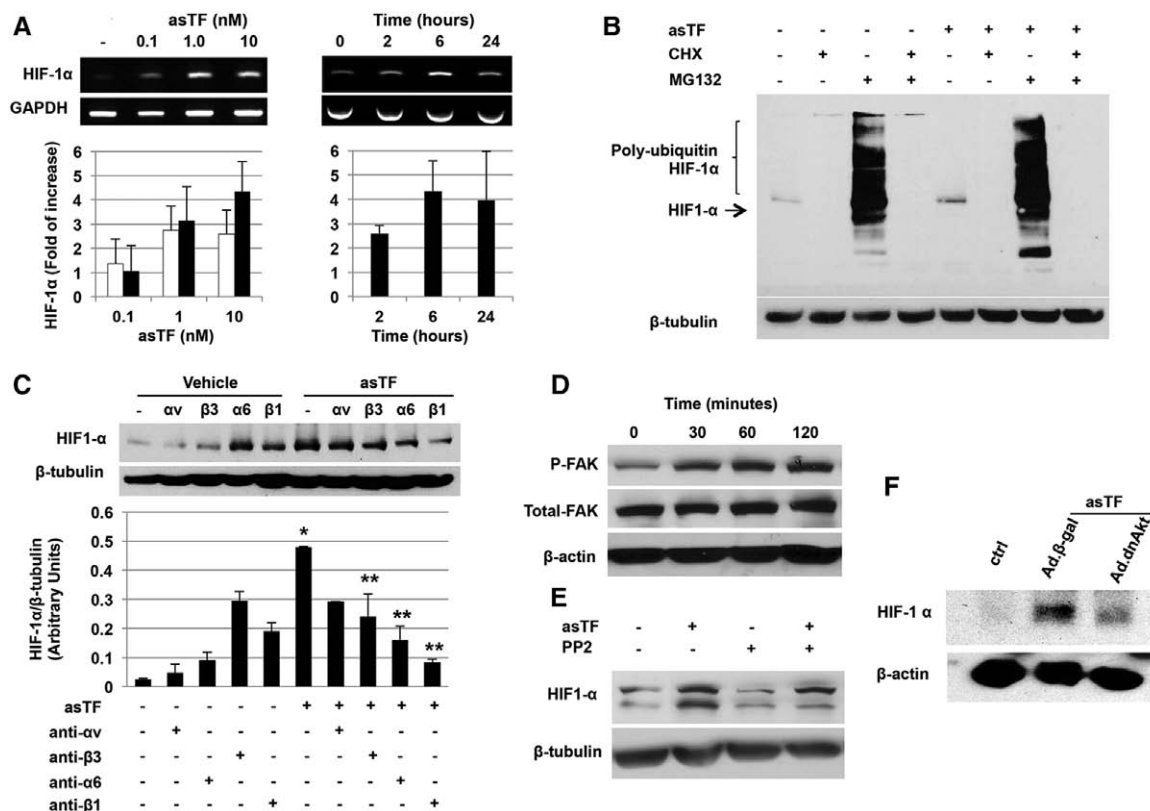 A
asTF (nM)
- 0.1 1.0 10
HIF-1α
GAPDH
Time (hours)
0 2 6 24
HIF-1α (Fold of increase)
6
5
4
3
2
1
0
0.1 1 10
asTF (nM)
6
5
4
3
2
1
0
2 6 24
Time (hours)
B
asTF - - - - + + + +
CHX - + - + - + - +
MG132 - - + + - - + +
Poly-ubiquitin
HIF-1α
HIF1-α
β-tubulin
C
Vehicle asTF
- αv β3 α6 β1 - αv β3 α6 β1
HIF1-α
β-tubulin
HIF-1α/β-tubulin
(Arbitrary Units)
0.6
0.5
0.4
0.3
0.2
0.1
0
* ** ** **
asTF - - - - - + + + + +
anti-αv - + - - - - + - - -
anti-β3 - - - + - - - + - -
anti-α6 - - + - - - - - + -
anti-β1 - - - - + - - - - +
D
Time (minutes)
0 30 60 120
P-FAK
Total-FAK
β-actin
E
asTF - + - +
PP2 - - + +
HIF1-α
β-tubulin
F
asTF
ctrl Ad.β-gal Ad.dnAkt
HIF-1 α
β-actin